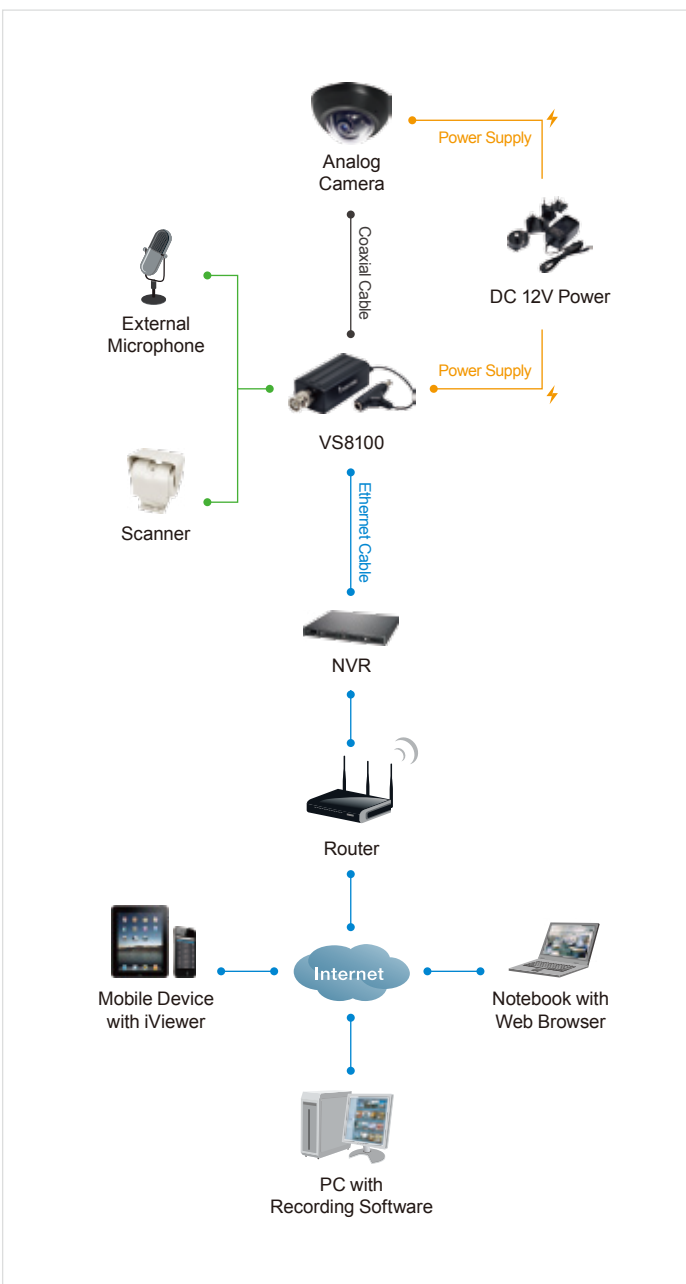 Power Supply
Analog
Camera
Coaxial Cable
DC 12V Power
External
Microphone
Power Supply
VS8100
Ethernet Cable
Scanner
NVR
Router
Internet
Mobile Device
with iViewer
Notebook with
Web Browser
PC with
Recording Software